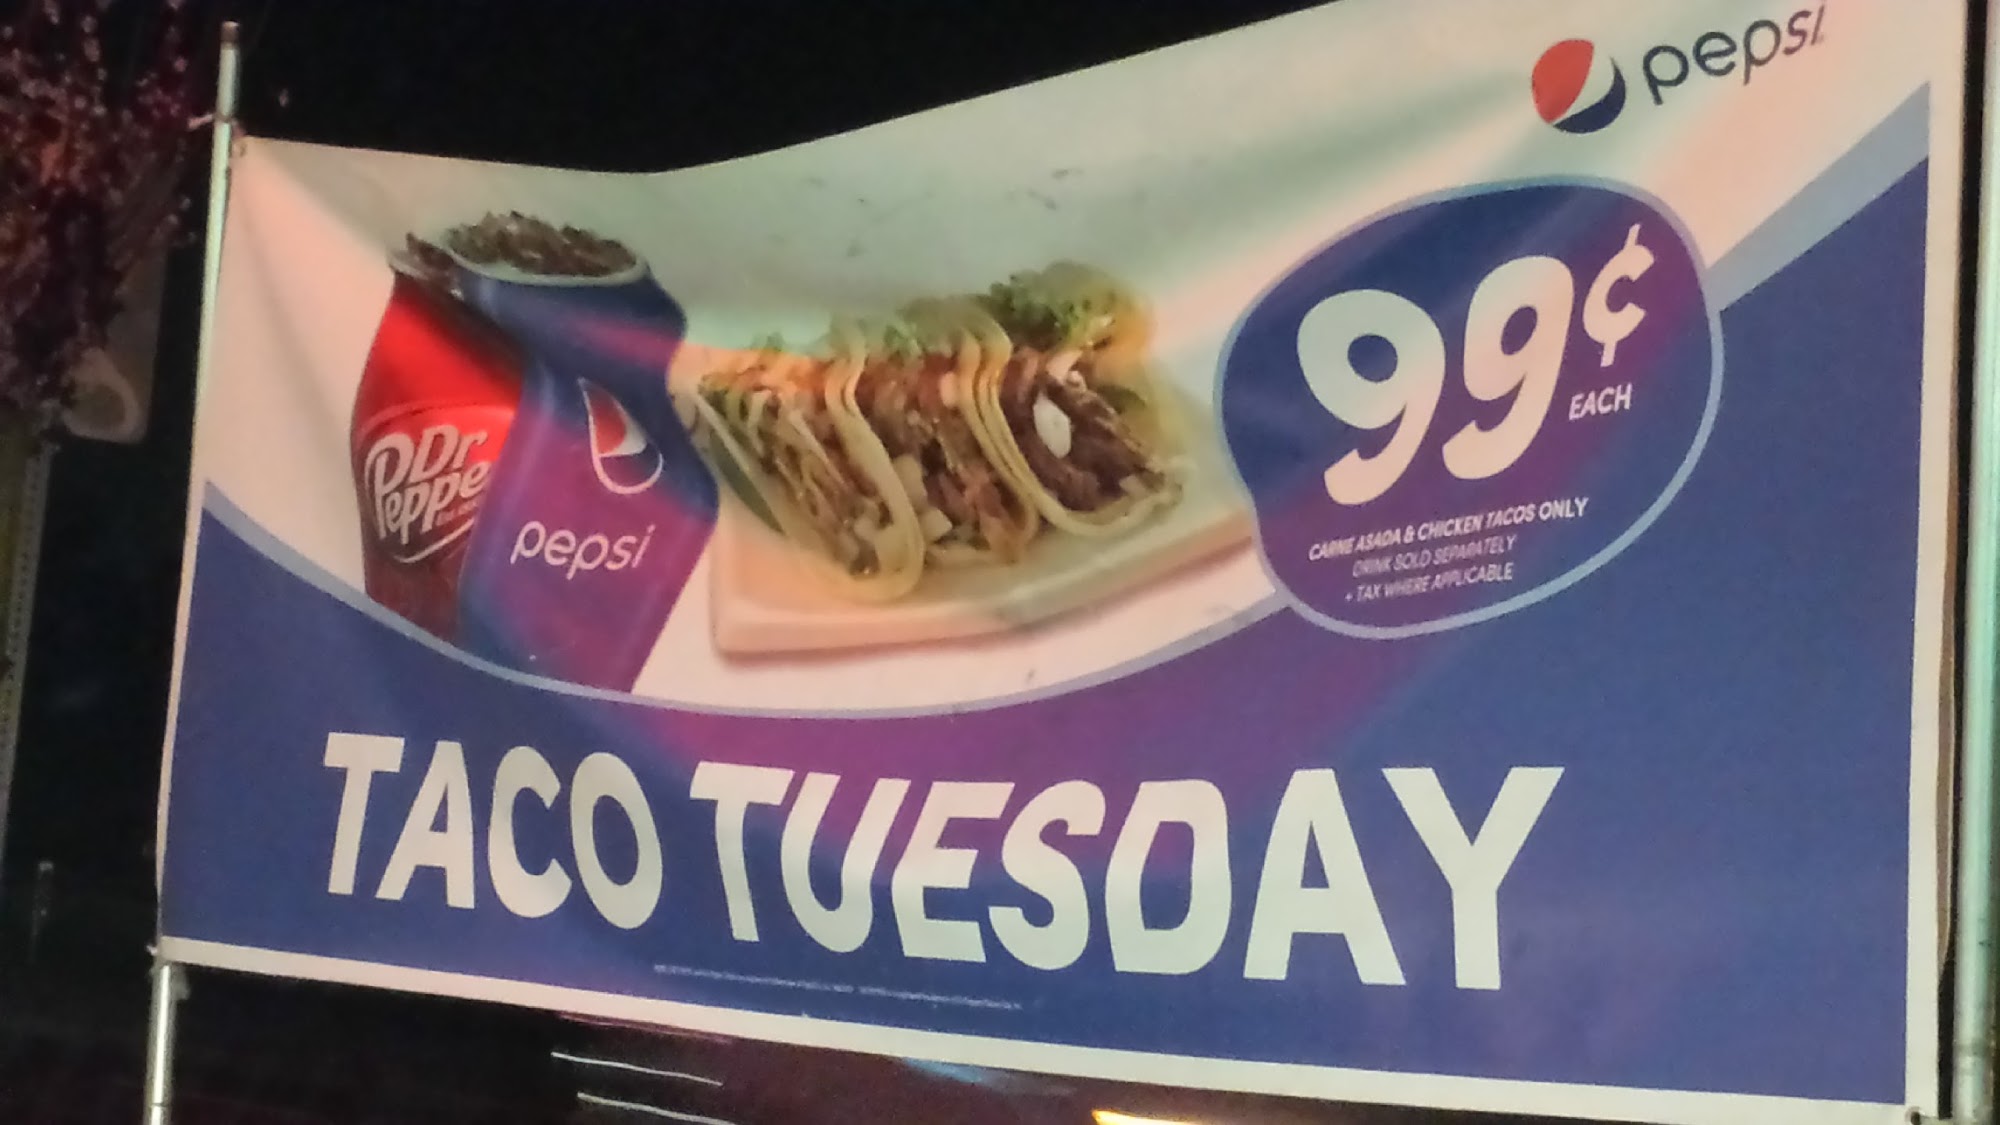 pepsi
99¢
EACH
CARNE ASADA & CHICKEN TACOS ONLY
DRINK SOLD SEPARATELY
+ TAX WHERE APPLICABLE
Dr
Pepper
pepsi
TACO TUESDAY